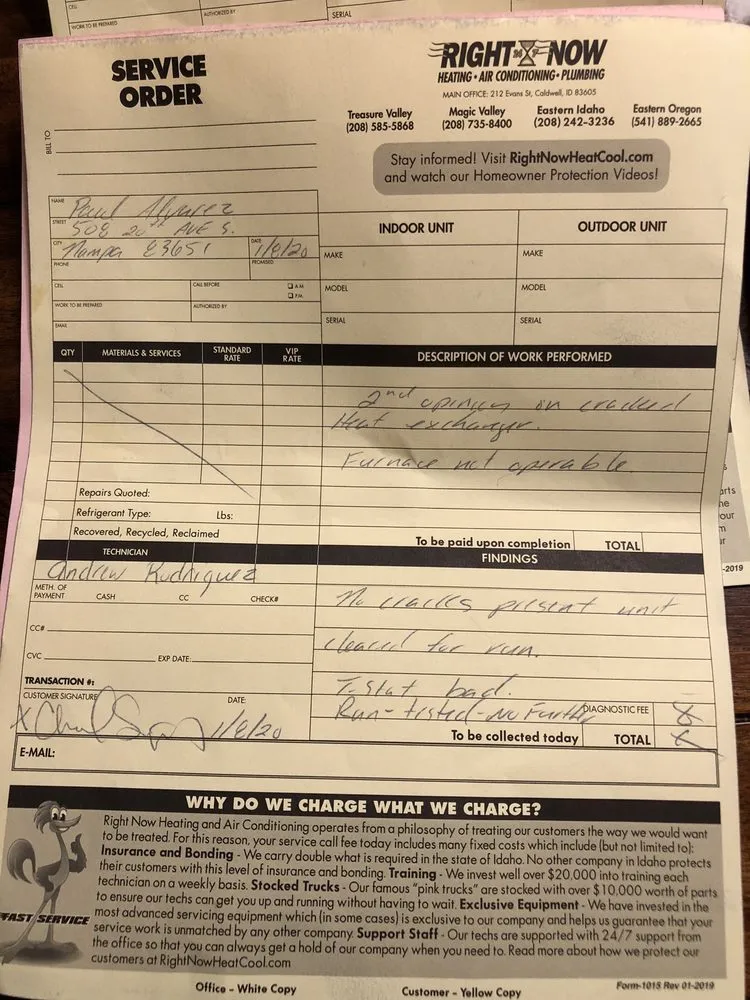 CELL
AUTHORIZED BY
SERIAL
WORK TO BE PREPARED
SERVICE
ORDER
RIGHT 24/7 NOW
HEATING • AIR CONDITIONING • PLUMBING
MAIN OFFICE: 212 Evans St, Caldwell, ID 83605
Treasure Valley Magic Valley Eastern Idaho Eastern Oregon
(208) 585-5868 (208) 735-8400 (208) 242-3236 (541) 889-2665
BILL TO
Stay informed! Visit RightNowHeatCool.com
and watch our Homeowner Protection Videos!
NAME Paul Alvarez
STREET 508 20th AVE S.
CITY Nampa 83651 DATE 1/8/20
PHONE PROMISED
CELL CALL BEFORE AM
PM
WORK TO BE PREPARED AUTHORIZED BY
EMAIL
INDOOR UNIT OUTDOOR UNIT
MAKE MAKE
MODEL MODEL
SERIAL SERIAL
QTY MATERIALS & SERVICES STANDARD RATE VIP RATE DESCRIPTION OF WORK PERFORMED
2nd opinion on cracked
Heat exchanger.
Furnace not operable.
Repairs Quoted:
Refrigerant Type: Lbs:
Recovered, Recycled, Reclaimed
To be paid upon completion TOTAL
TECHNICIAN FINDINGS
Andrew Rodriguez
METH. OF
PAYMENT CASH CC CHECK#
No cracks present unit
CC#
cleared for run.
CVC EXP DATE:
TRANSACTION #:
T-Stat bad.
CUSTOMER SIGNATURE DATE:
Run-tested-No Further DIAGNOSTIC FEE
X 1/8/20
To be collected today TOTAL
E-MAIL:
WHY DO WE CHARGE WHAT WE CHARGE?
Right Now Heating and Air Conditioning operates from a philosophy of treating our customers the way we would want
to be treated. For this reason, your service call fee today includes many fixed costs which include (but not limited to):
Insurance and Bonding - We carry double what is required in the state of Idaho. No other company in Idaho protects
their customers with this level of insurance and bonding. Training - We invest well over $20,000 into training each
technician on a weekly basis. Stocked Trucks - Our famous "pink trucks" are stocked with over $10,000 worth of parts
to ensure our techs can get you up and running without having to wait. Exclusive Equipment - We have invested in the
most advanced servicing equipment which (in some cases) is exclusive to our company and helps us guarantee that your
service work is unmatched by any other company. Support Staff - Our techs are supported with 24/7 support from
the office so that you can always get a hold of our company when you need to. Read more about how we protect our
customers at RightNowHeatCool.com
FAST SERVICE
Office - White Copy Customer - Yellow Copy Form-1015 Rev 01-2019
arts
our
-2019